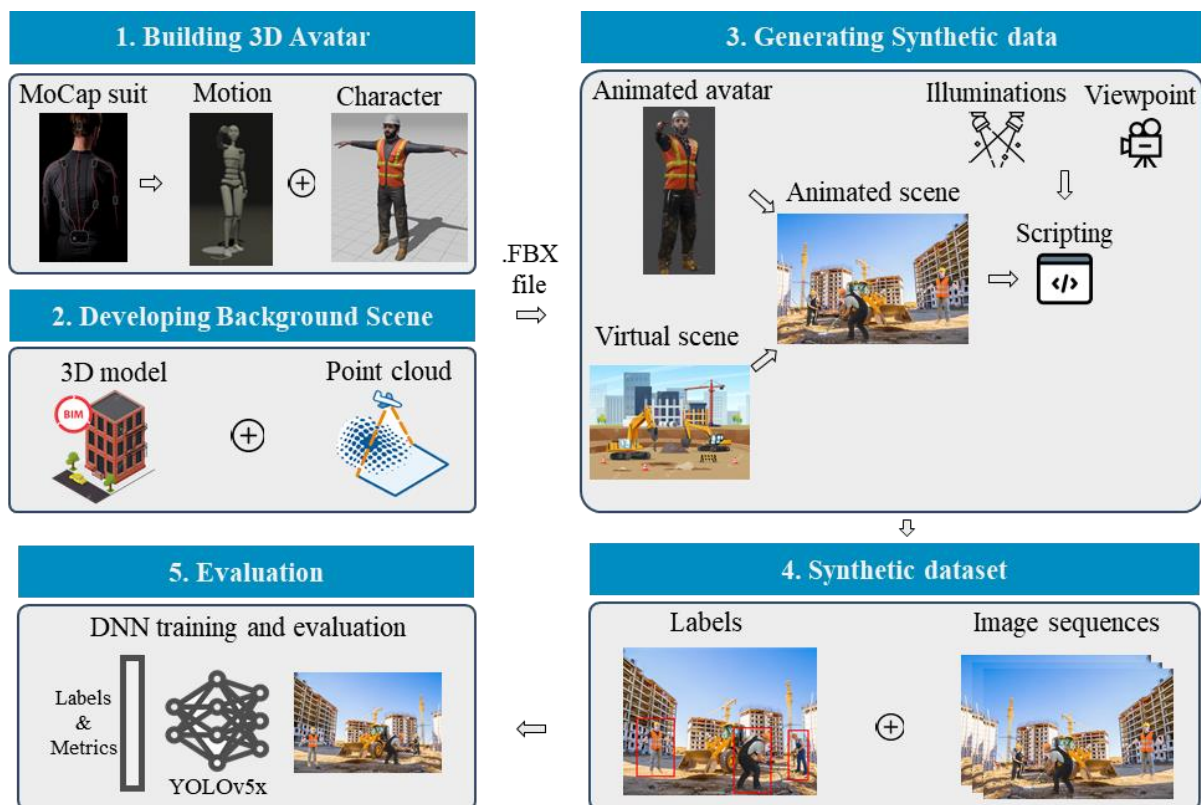 1. Building 3D Avatar
MoCap suit
Motion
Character
2. Developing Background Scene
3D model
BIM
Point cloud
.FBX
file
3. Generating Synthetic data
Animated avatar
Illuminations
Viewpoint
Animated scene
Scripting
</>
Virtual scene
4. Synthetic dataset
Labels
Image sequences
5. Evaluation
DNN training and evaluation
Labels
&
Metrics
YOLOv5x